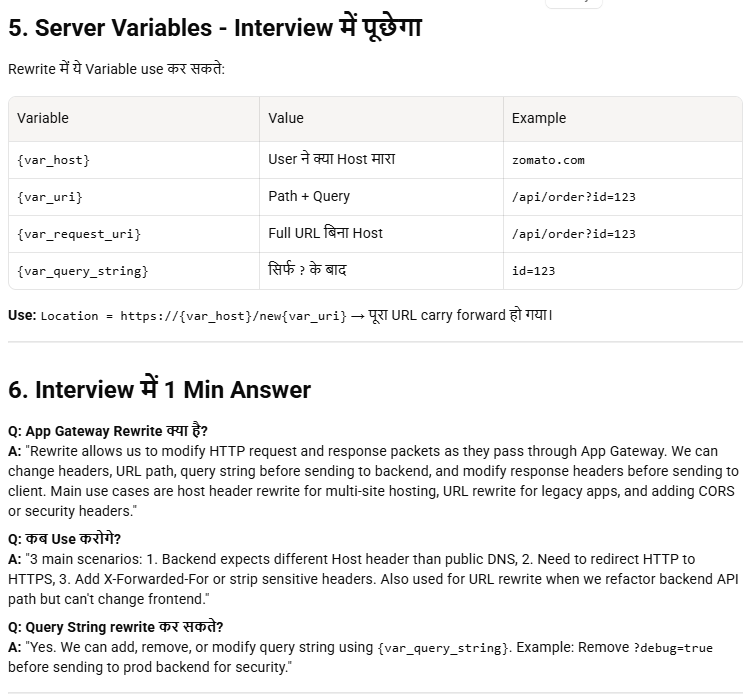 5. Server Variables - Interview में पूछेगा
Rewrite में ये Variable use कर सकते:
Variable Value Example
{var_host} User ने क्या Host मारा zomato.com
{var_uri} Path + Query /api/order?id=123
{var_request_uri} Full URL बिना Host /api/order?id=123
{var_query_string} सिर्फ ? के बाद id=123
Use: Location = https://{var_host}/new{var_uri} → पूरा URL carry forward हो गया।
6. Interview में 1 Min Answer
Q: App Gateway Rewrite क्या है?
A: "Rewrite allows us to modify HTTP request and response packets as they pass through App Gateway. We can
change headers, URL path, query string before sending to backend, and modify response headers before sending to
client. Main use cases are host header rewrite for multi-site hosting, URL rewrite for legacy apps, and adding CORS
or security headers."
Q: कब Use करोगे?
A: "3 main scenarios: 1. Backend expects different Host header than public DNS, 2. Need to redirect HTTP to
HTTPS, 3. Add X-Forwarded-For or strip sensitive headers. Also used for URL rewrite when we refactor backend API
path but can't change frontend."
Q: Query String rewrite कर सकते?
A: "Yes. We can add, remove, or modify query string using {var_query_string}. Example: Remove ?debug=true
before sending to prod backend for security."